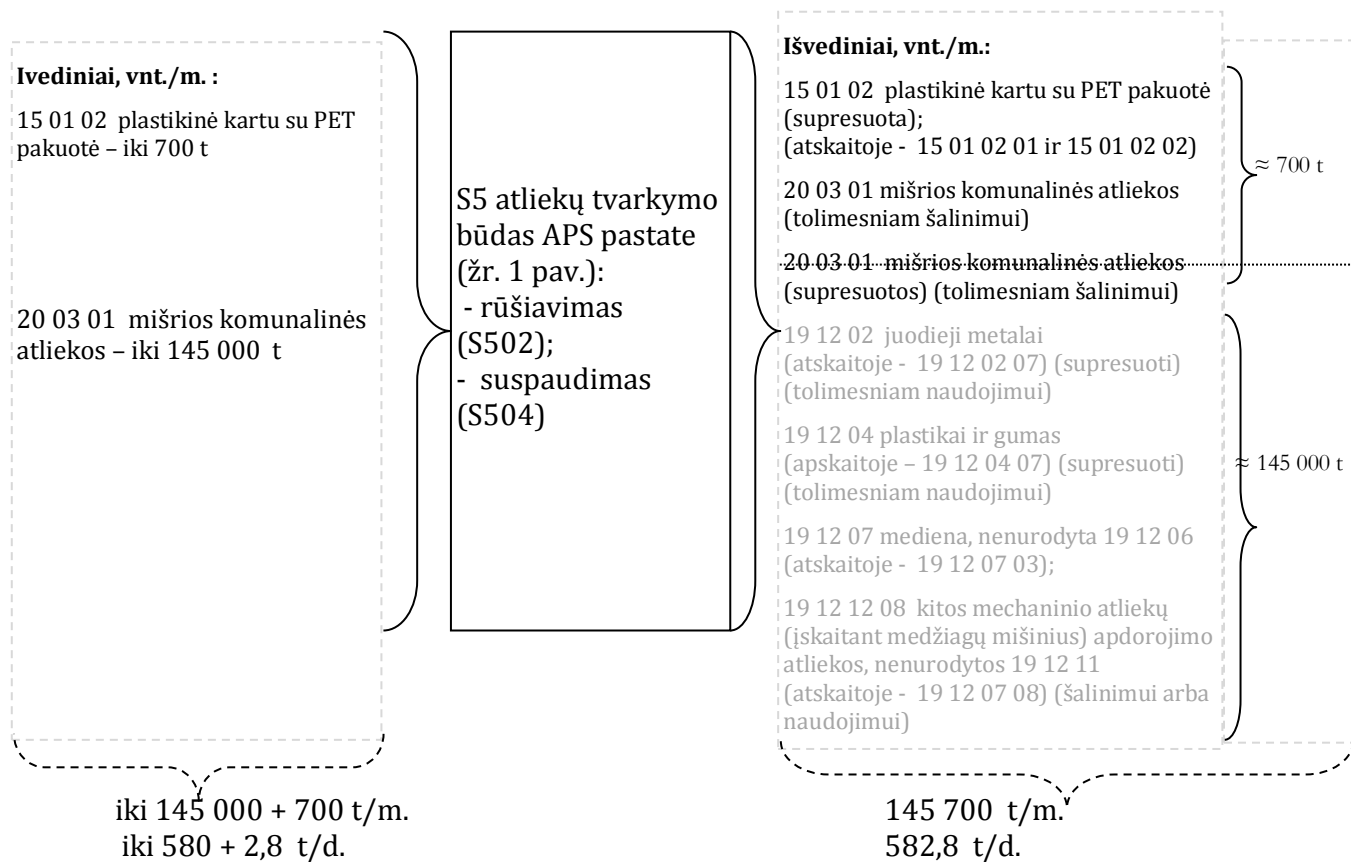 Ivediniai, vnt./m. :
15 01 02 plastikinė kartu su PET
pakuotė – iki 700 t
20 03 01 mišrios komunalinės
atliekos – iki 145 000 t
iki 145 000 + 700 t/m.
iki 580 + 2,8 t/d.
S5 atliekų tvarkymo
būdas APS pastate
(žr. 1 pav.):
- rūšiavimas
(S502);
- suspaudimas
(S504)
Išvediniai, vnt./m.:
15 01 02 plastikinė kartu su PET pakuotė
(supresuota);
(atskaitoje - 15 01 02 01 ir 15 01 02 02)
20 03 01 mišrios komunalinės atliekos
(tolimesniam šalinimui)
20 03 01 mišrios komunalinės atliekos
(supresuotos) (tolimesniam šalinimui)
19 12 02 juodieji metalai
(atskaitoje - 19 12 02 07) (supresuoti)
(tolimesniam naudojimui)
19 12 04 plastikai ir gumas
(apskaitoje – 19 12 04 07) (supresuoti)
(tolimesniam naudojimui)
19 12 07 mediena, nenurodyta 19 12 06
(atskaitoje - 19 12 07 03);
19 12 12 08 kitos mechaninio atliekų
(įskaitant medžiagų mišinius) apdorojimo
atliekos, nenurodytos 19 12 11
(atskaitoje - 19 12 07 08) (šalinimui arba
naudojimui)
≈ 700 t
≈ 145 000 t
145 700 t/m.
582,8 t/d.